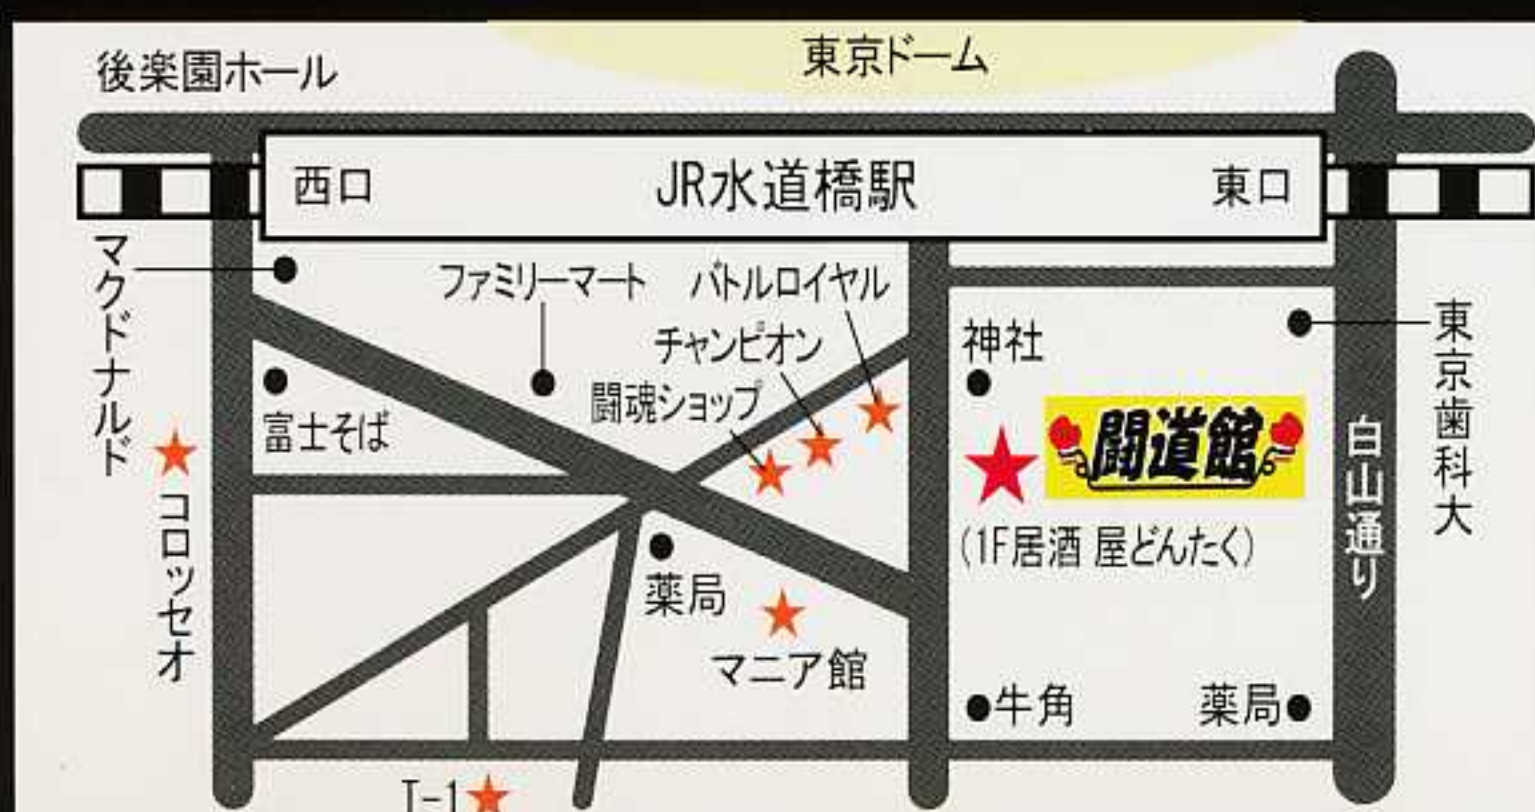 後楽園ホール
東京ドーム
西口
JR水道橋駅
東口
マクドナルド
ファミリーマート
バトルロイヤル
チャンピオン
闘魂ショップ
富士そば
コロッセオ
神社
闘道館
(1F居酒 屋どんたく)
東京歯科大
白山通り
薬局
マニア館
牛角
薬局
T-1